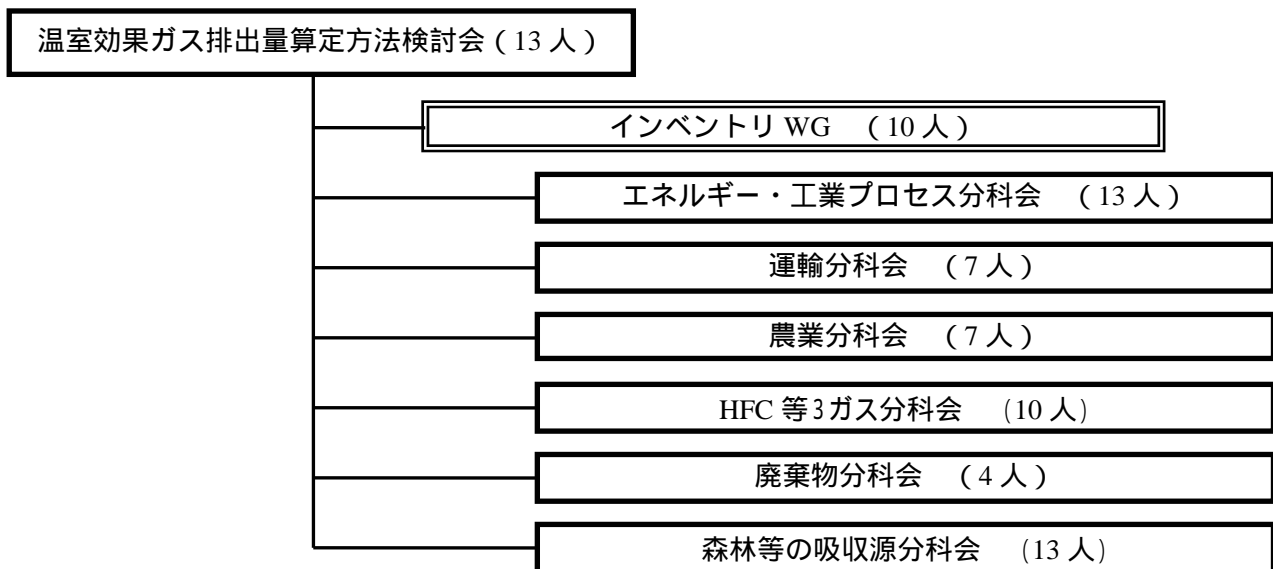 温室効果ガス排出量算定方法検討会(13 人)
インベントリ WG (10 人)
エネルギー・工業プロセス分科会 (13 人)
運輸分科会 (7 人)
農業分科会 (7 人)
HFC 等3ガス分科会 (10 人)
廃棄物分科会 (4 人)
森林等の吸収源分科会 (13 人)